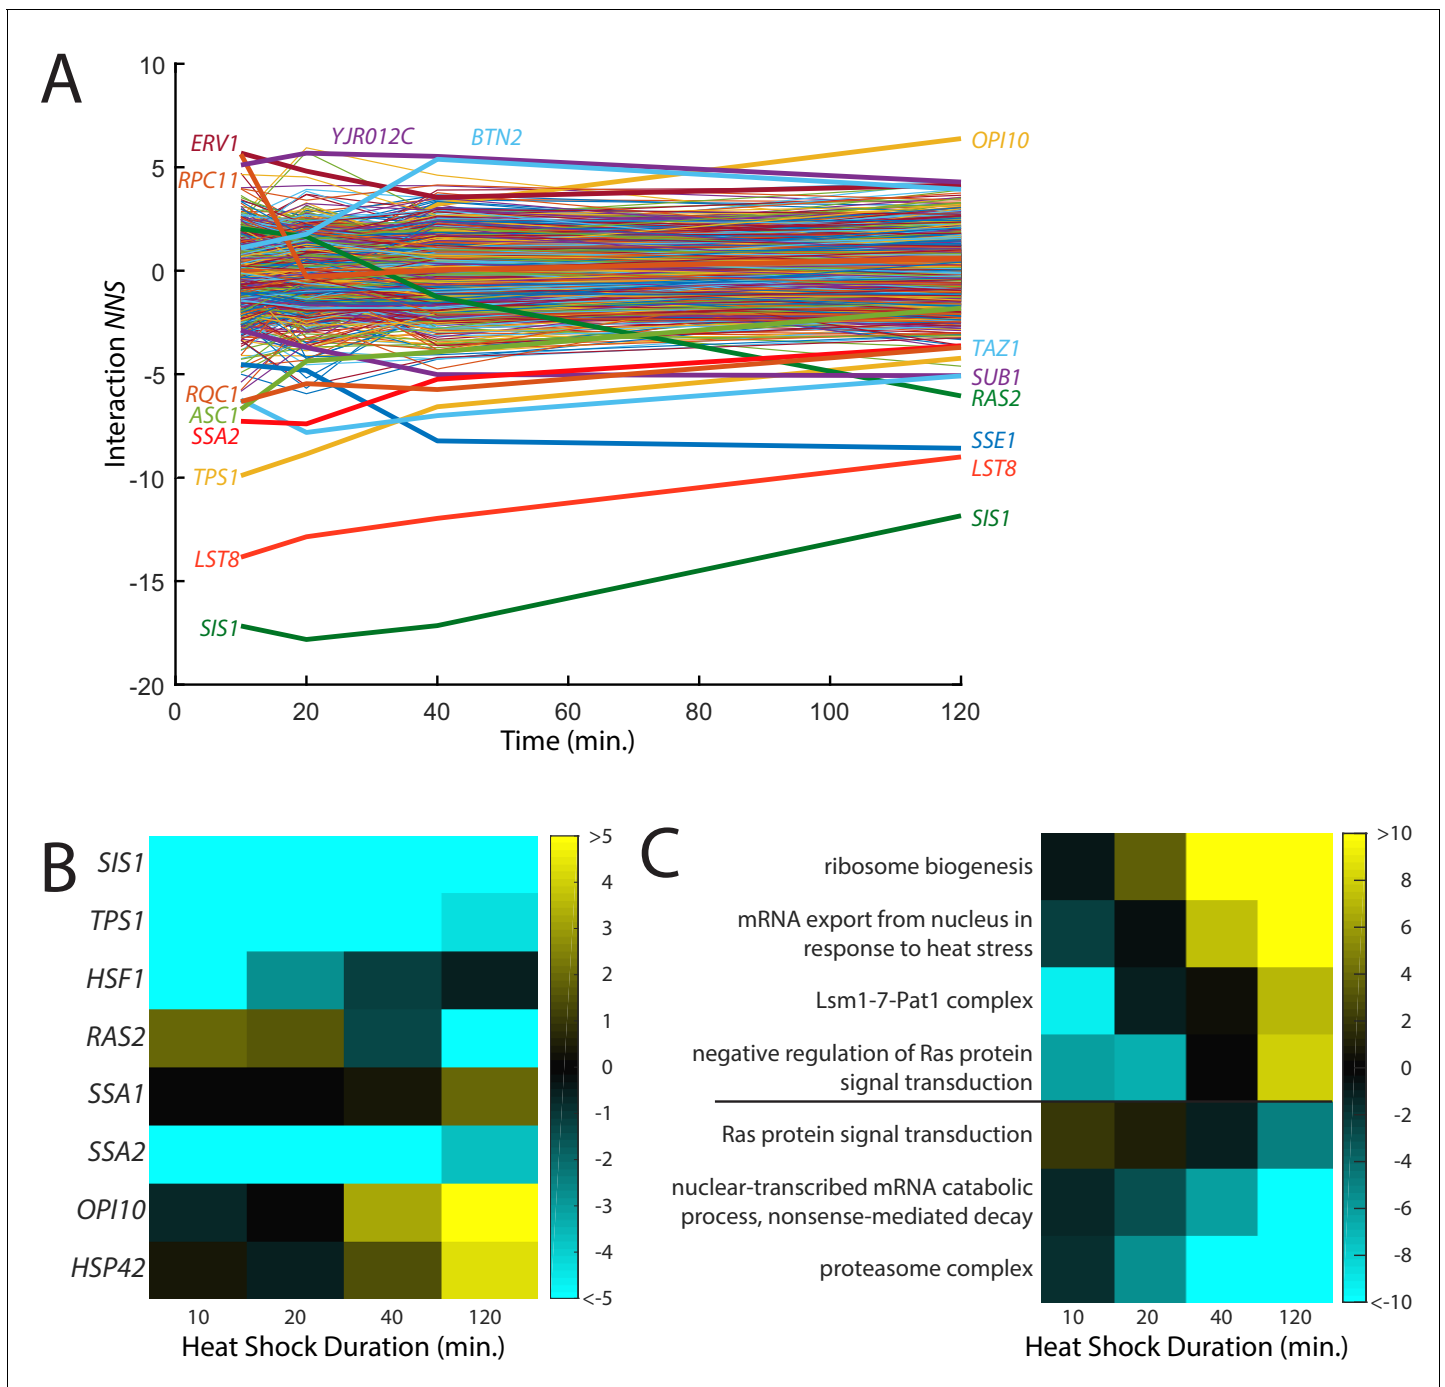 A
10
5
0
-5
-10
-15
-20
Interaction NNS
0 20 40 60 80 100 120
Time (min.)
ERV1
RPC11
YJR012C
BTN2
OPI10
RQC1
ASC1
SSA2
TPS1
LST8
SIS1
TAZ1
SUB1
RAS2
SSE1
LST8
SIS1
B
SIS1
TPS1
HSF1
RAS2
SSA1
SSA2
OPI10
HSP42
10 20 40 120
Heat Shock Duration (min.)
>5
4
3
2
1
0
-1
-2
-3
-4
<-5
C
ribosome biogenesis
mRNA export from nucleus in
response to heat stress
Lsm1-7-Pat1 complex
negative regulation of Ras protein
signal transduction
Ras protein signal transduction
nuclear-transcribed mRNA catabolic
process, nonsense-mediated decay
proteasome complex
10 20 40 120
Heat Shock Duration (min.)
>10
8
6
4
2
0
-2
-4
-6
-8
<-10